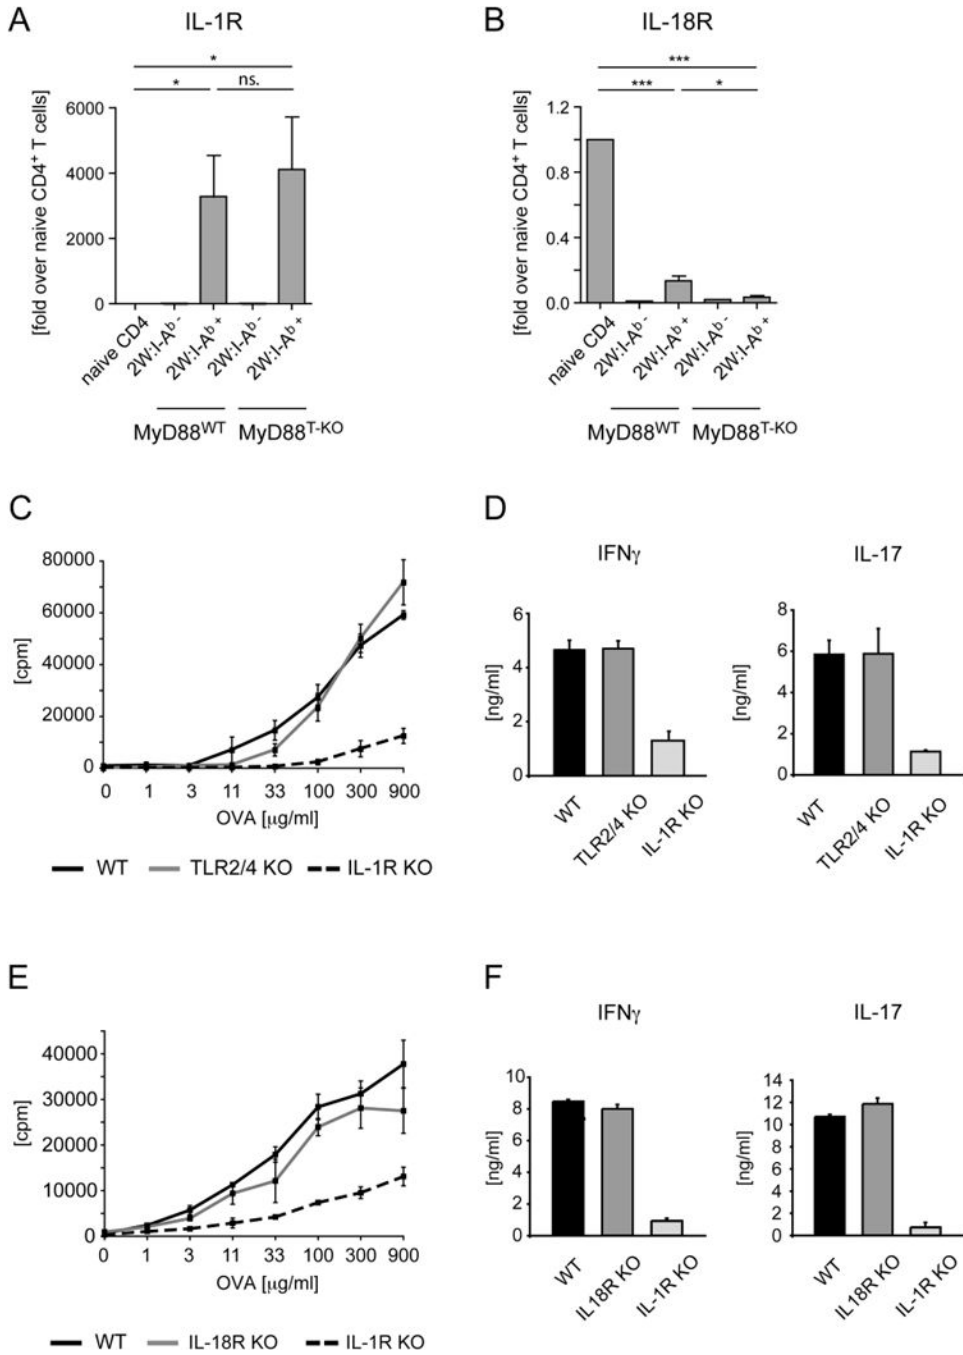 A
IL-1R
*
*
ns.
[fold over naive CD4⁺ T cells]
6000
4000
2000
0
naive CD4
2W:I-Aᵇ-
2W:I-Aᵇ+
2W:I-Aᵇ-
2W:I-Aᵇ+
MyD88ᵂᵀ
MyD88ᵀ⁻ᴷᴼ
B
IL-18R
***
***
*
[fold over naive CD4⁺ T cells]
1.2
0.8
0.4
0.0
naive CD4
2W:I-Aᵇ-
2W:I-Aᵇ+
2W:I-Aᵇ-
2W:I-Aᵇ+
MyD88ᵂᵀ
MyD88ᵀ⁻ᴷᴼ
C
[cpm]
80000
60000
40000
20000
0
0 1 3 11 33 100 300 900
OVA [μg/ml]
WT TLR2/4 KO IL-1R KO
D
IFNγ
[ng/ml]
6
4
2
0
WT
TLR2/4 KO
IL-1R KO
IL-17
[ng/ml]
8
6
4
2
0
WT
TLR2/4 KO
IL-1R KO
E
[cpm]
40000
30000
20000
10000
0
0 1 3 11 33 100 300 900
OVA [μg/ml]
WT IL-18R KO IL-1R KO
F
IFNγ
[ng/ml]
10
8
6
4
2
0
WT
IL18R KO
IL-1R KO
IL-17
[ng/ml]
14
12
10
8
6
4
2
0
WT
IL18R KO
IL-1R KO